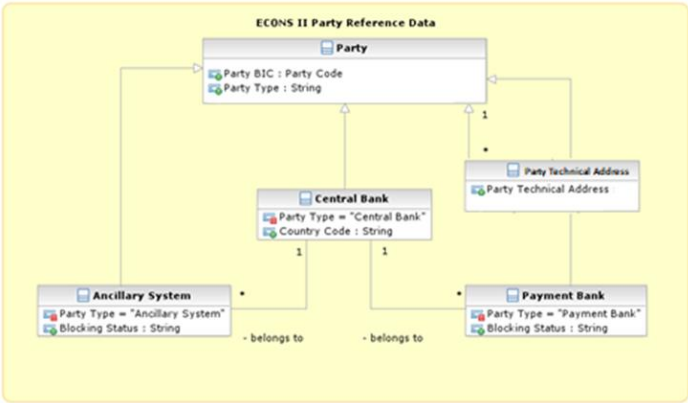 ECONS II Party Reference Data
Party
Party BIC : Party Code
Party Type : String
1
*
Party Technical Address
Party Technical Address
Central Bank
Party Type = "Central Bank"
Country Code : String
1
1
Ancillary System
*
Party Type = "Ancillary System"
Blocking Status : String
*
Payment Bank
Party Type = "Payment Bank"
Blocking Status : String
- belongs to
- belongs to